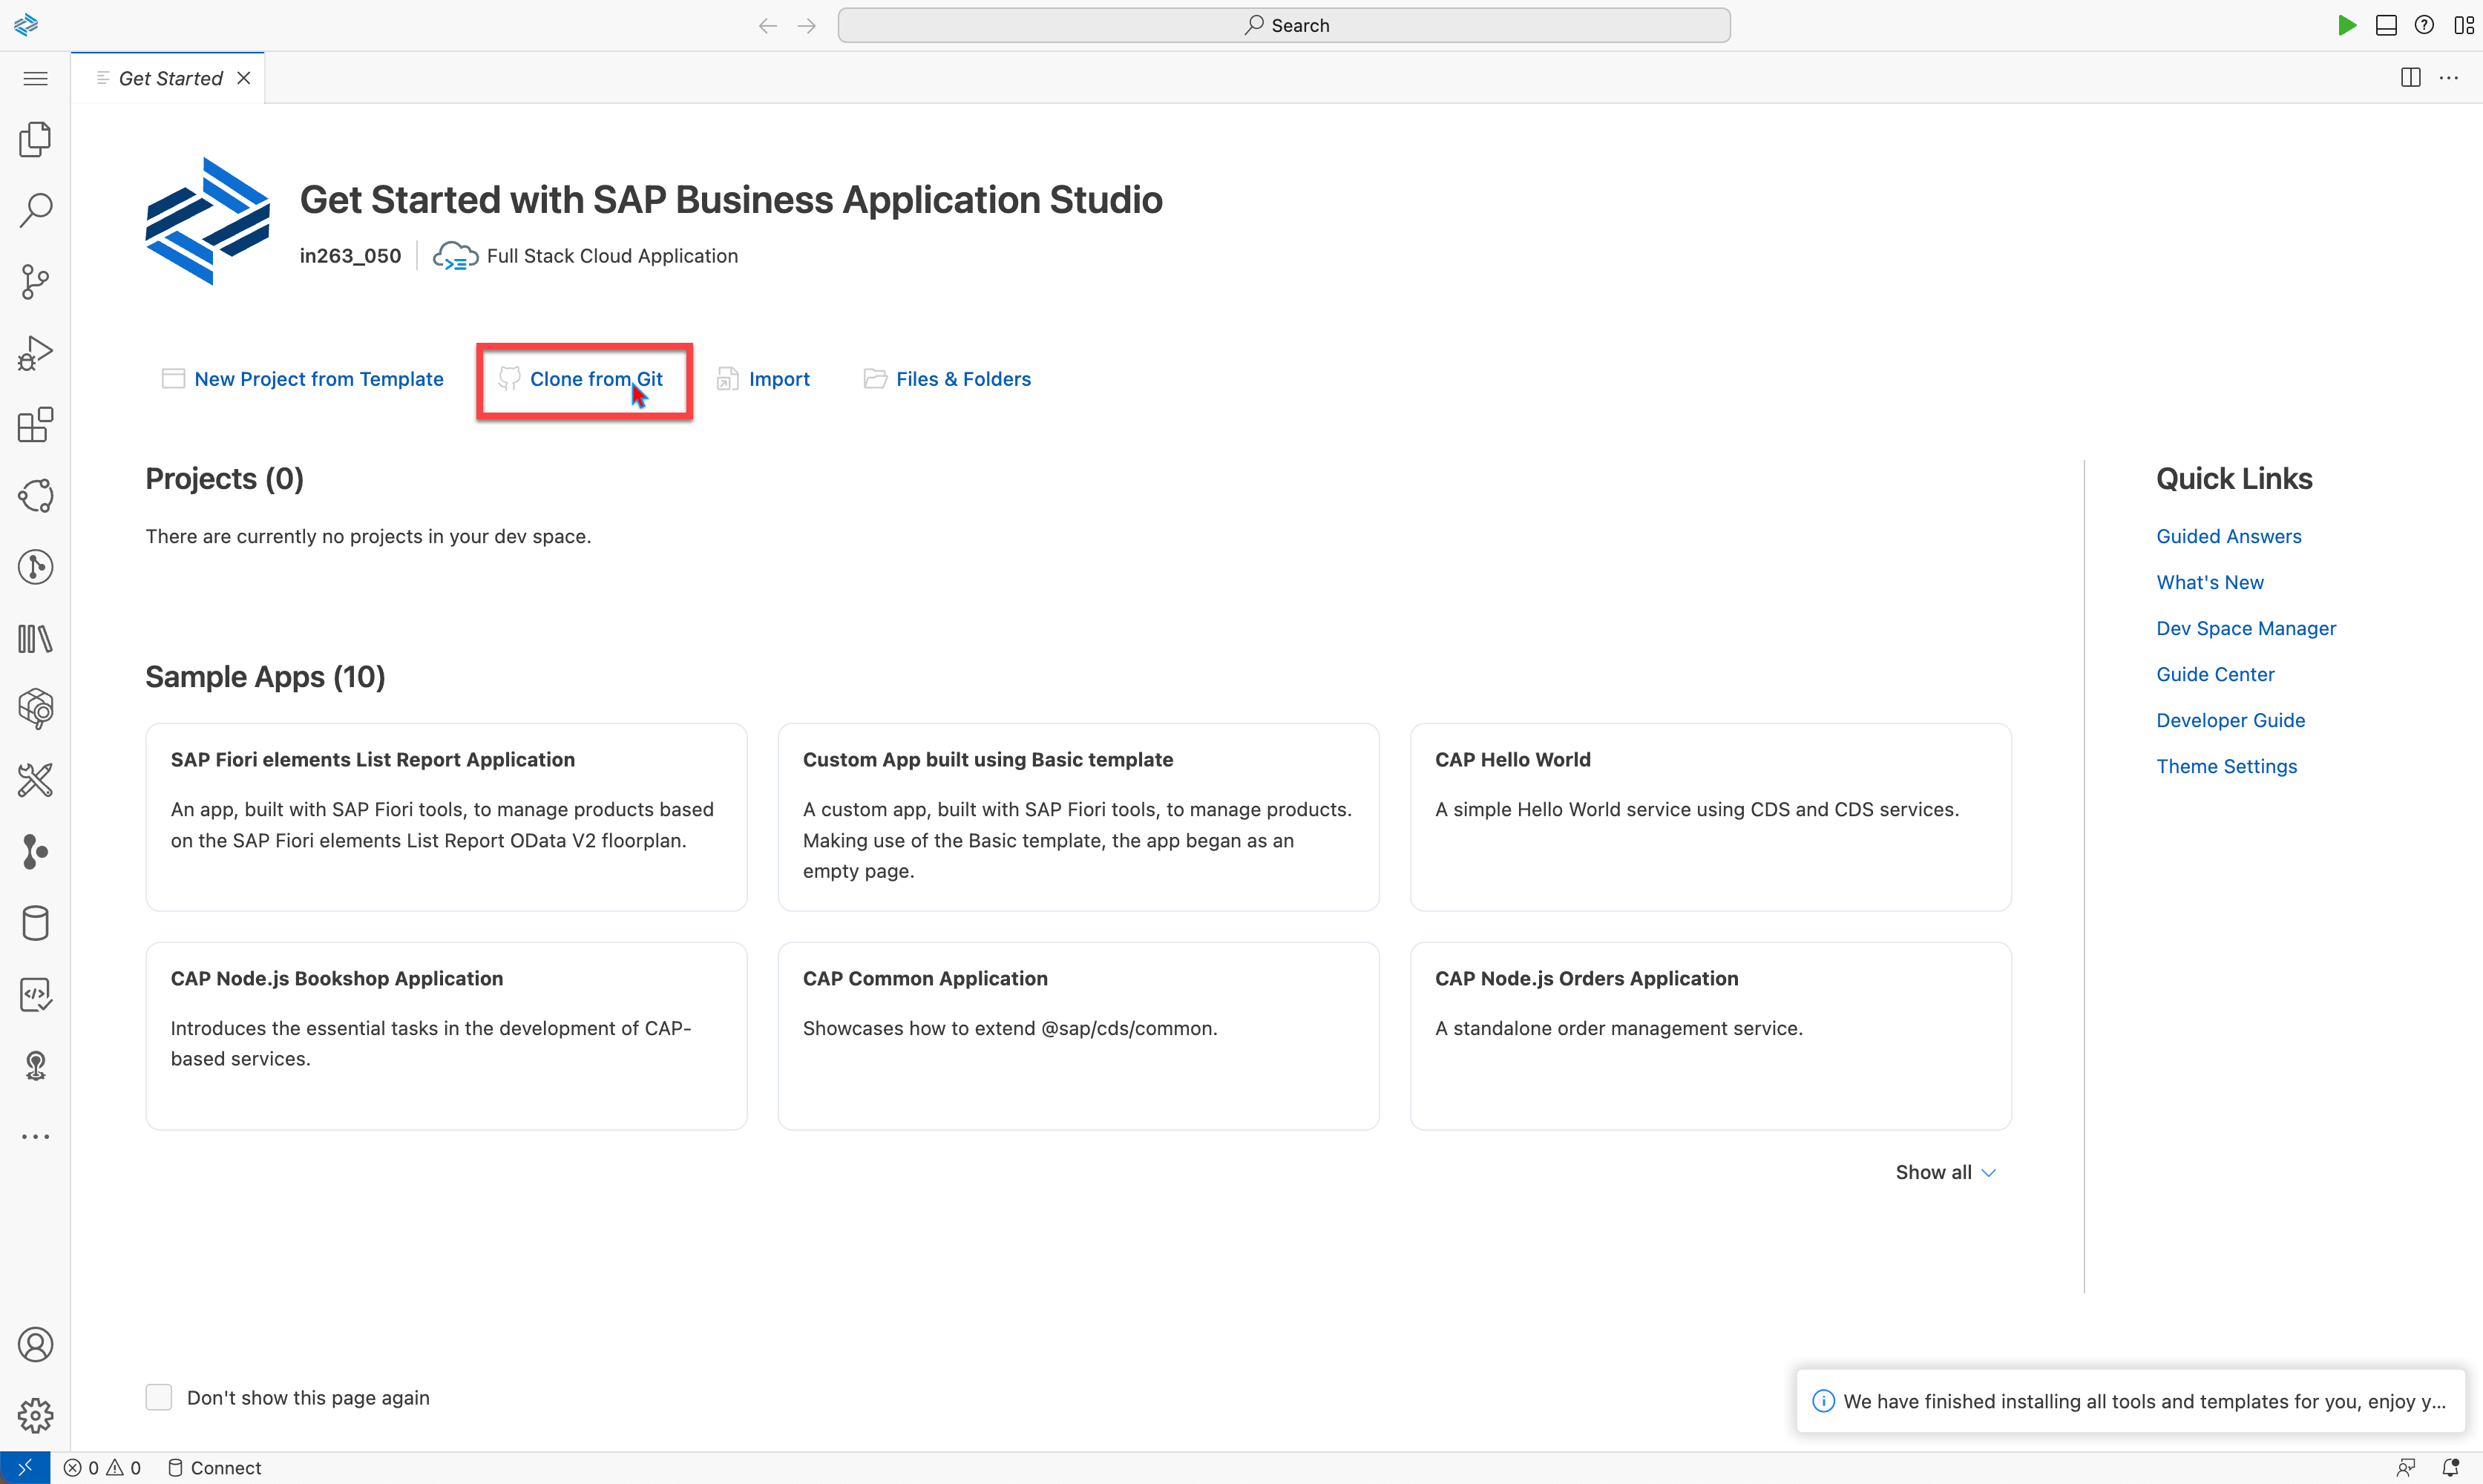 Search
Get Started
Get Started with SAP Business Application Studio
in263_050
Full Stack Cloud Application
New Project from Template
Clone from Git
Import
Files & Folders
Projects (0)
There are currently no projects in your dev space.
Sample Apps (10)
SAP Fiori elements List Report Application
An app, built with SAP Fiori tools, to manage products based
on the SAP Fiori elements List Report OData V2 floorplan.
Custom App built using Basic template
A custom app, built with SAP Fiori tools, to manage products.
Making use of the Basic template, the app began as an
empty page.
CAP Hello World
A simple Hello World service using CDS and CDS services.
CAP Node.js Bookshop Application
Introduces the essential tasks in the development of CAP-
based services.
CAP Common Application
Showcases how to extend @sap/cds/common.
CAP Node.js Orders Application
A standalone order management service.
Show all
Quick Links
Guided Answers
What's New
Dev Space Manager
Guide Center
Developer Guide
Theme Settings
Don't show this page again
We have finished installing all tools and templates for you, enjoy y...
0 0 Connect